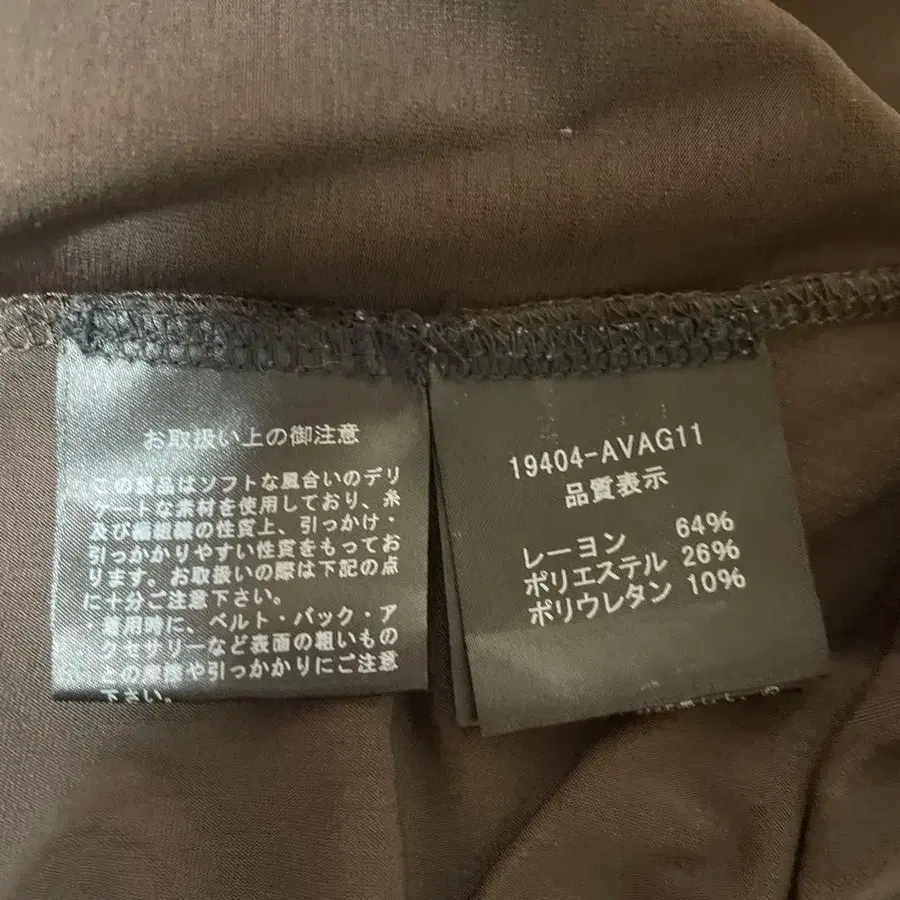 お取扱い上の御注意
この製品はソフトな風合いのデリ
ケートな素材を使用しており、糸
及び編組織の性質上、引っかけ・
引っかかりやすい性質をもってお
ります。お取扱いの際は下記の点
に十分ご注意下さい。
・着用時に、ベルト・バック・ア
クセサリーなど表面の粗いもの
との摩擦や引っかかりにご注意
下さい。
19404-AVAG11
品質表示
レーヨン 64%
ポリエステル 26%
ポリウレタン 10%